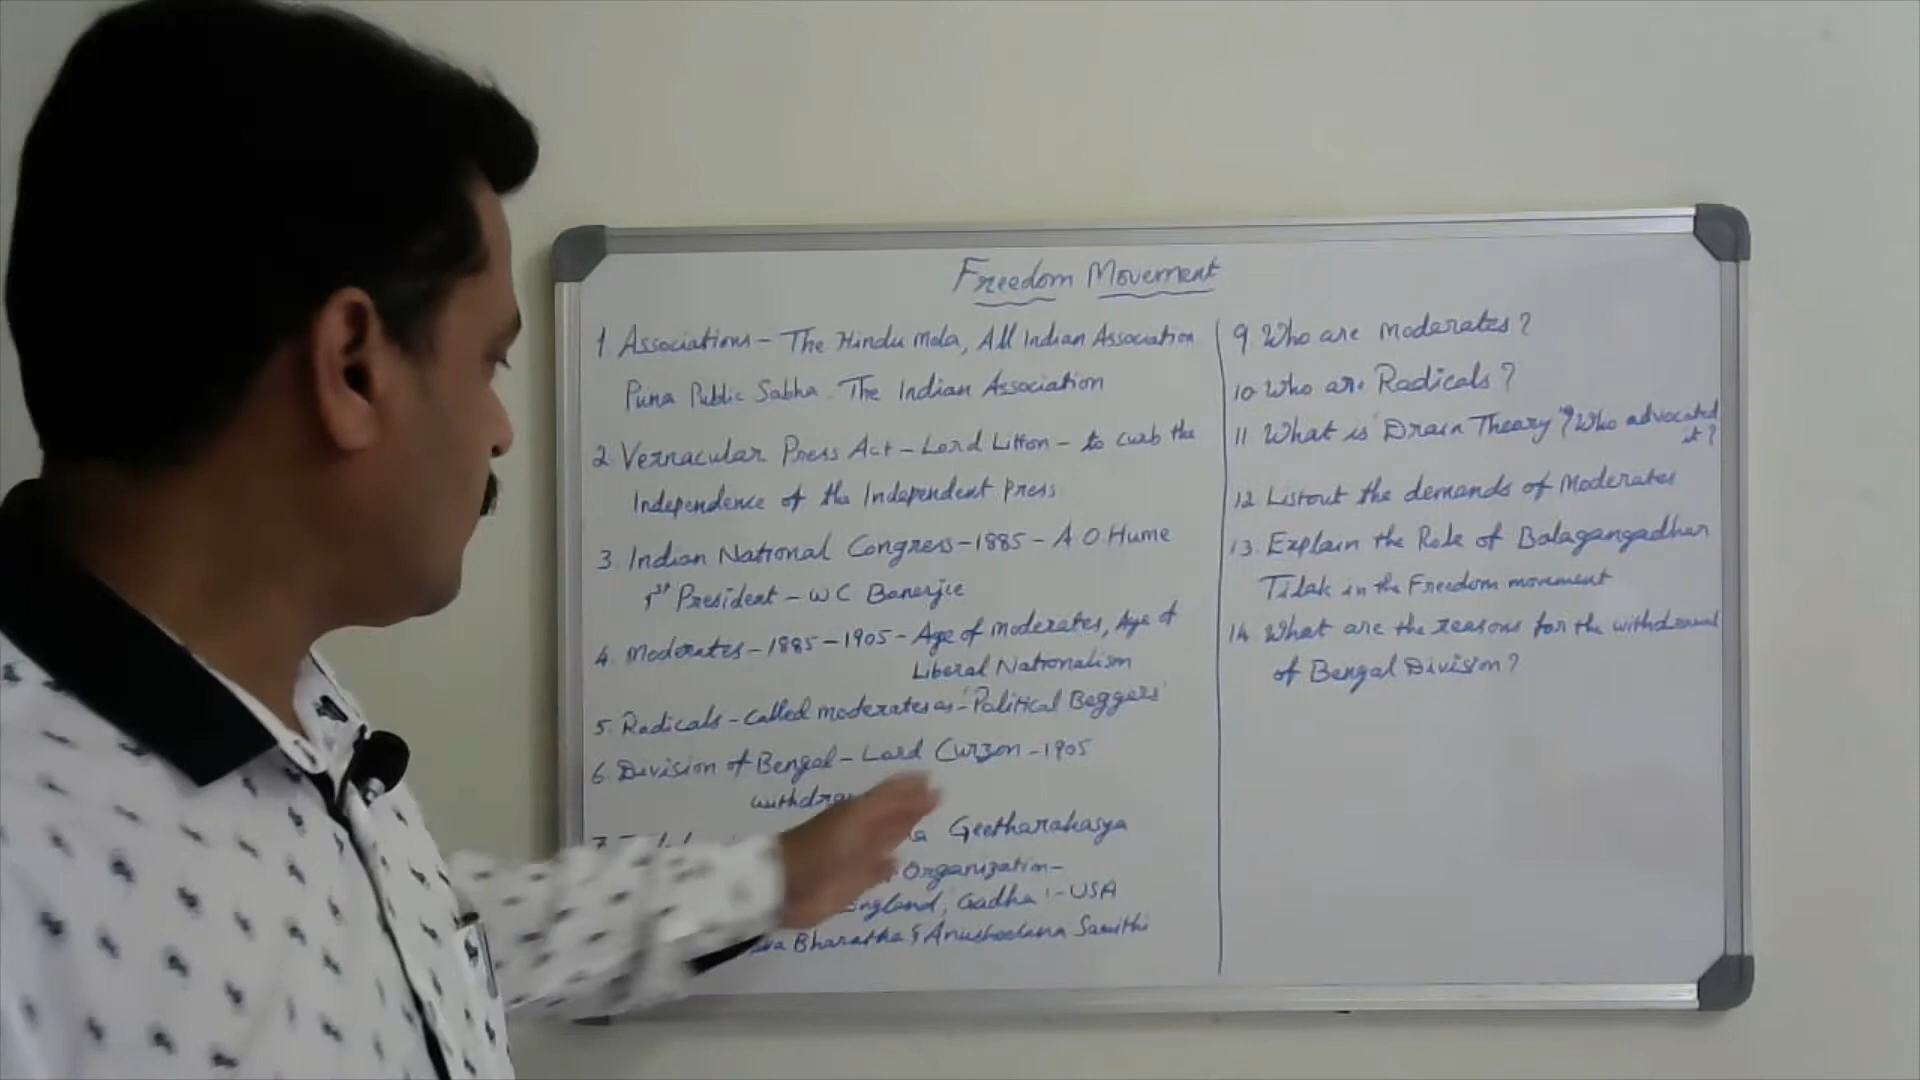 Freedom Movement
1 Associations - The Hindu Mela, All Indian Association
Puna Public Sabha. The Indian Association
2 Vernacular Press Act - Lord Litton - to curb the
Independence of the Independent Press
3. Indian National Congress - 1885 - A O. Hume
1st President - W C Banerjee
4. Moderates - 1885 - 1905 - Age of moderates, Age of
Liberal Nationalism
5. Radicals - Called moderates as - 'Political Beggers'
6. Division of Bengal - Lord Curzon - 1905
7. Geetharahasya
Organization -
England, 'Gadha' - USA
Bharatha & Anusheelana Samithi
9 Who are moderates?
10 Who are Radicals?
11 What is "Drain Theory"? Who advocated
it?
12 Listout the demands of Moderates
13. Explain the Role of Balagangadhar
Tilak in the Freedom movement
14. What are the reasons for the withdrawal
of Bengal Division?